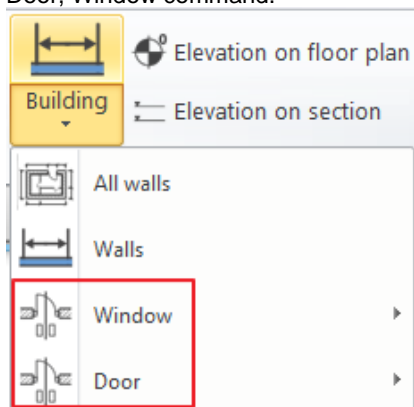 Door, Window command.
Elevation on floor plan
Building
Elevation on section
All walls
Walls
Window
Door